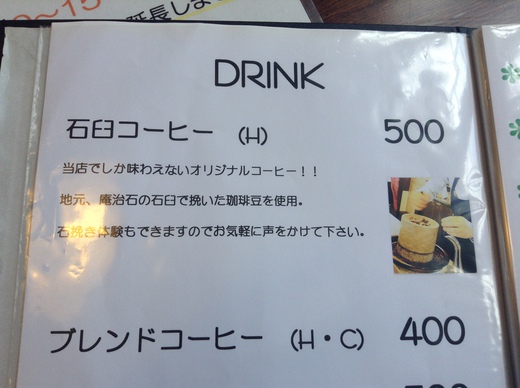 延長しま
DRINK
石臼コーヒー (H) 500
当店でしか味わえないオリジナルコーヒー！！
地元、庵治石の石臼で挽いた珈琲豆を使用。
石挽き体験もできますのでお気軽に声をかけて下さい。
ブレンドコーヒー (H・C) 400